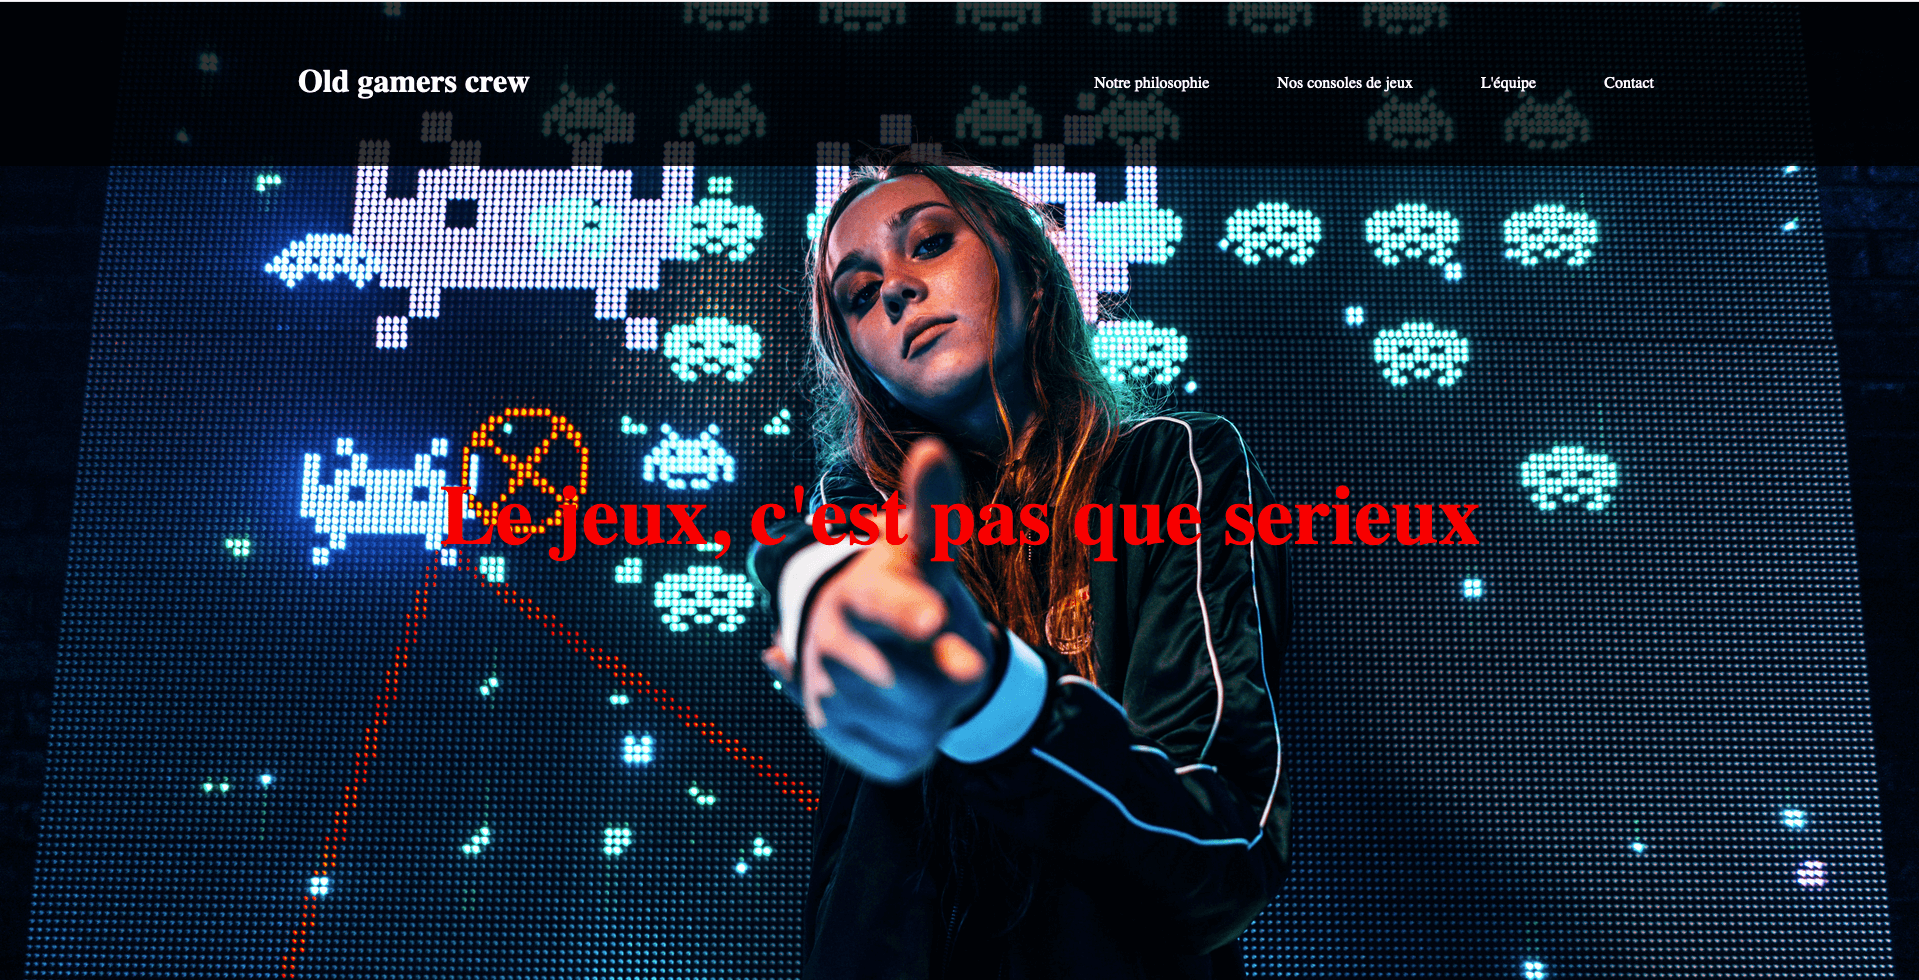 Old gamers crew
Notre philosophie
Nos consoles de jeux
L'équipe
Contact
Le jeux, c'est pas que serieux